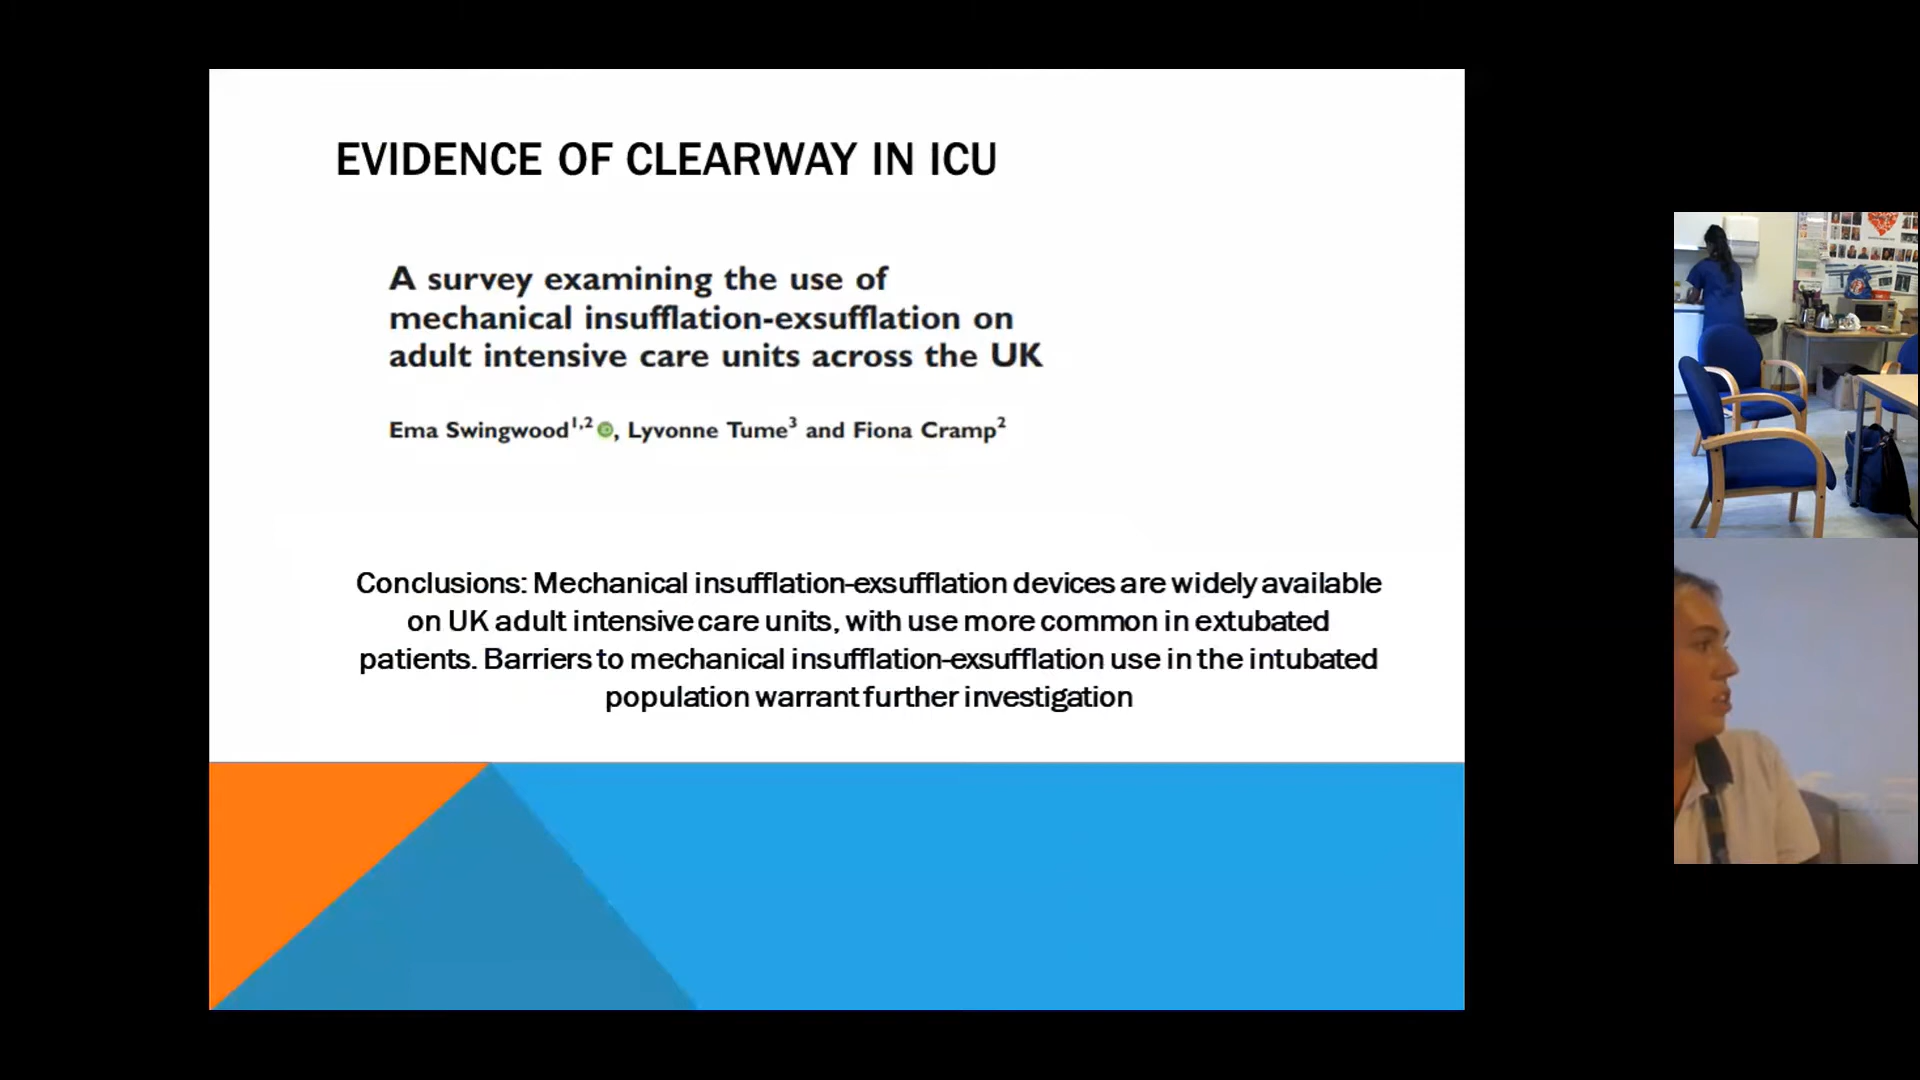 EVIDENCE OF CLEARWAY IN ICU
A survey examining the use of
mechanical insufflation-exsufflation on
adult intensive care units across the UK
Ema Swingwood1,2, Lyvonne Tume3 and Fiona Cramp2
Conclusions: Mechanical insufflation-exsufflation devices are widely available
on UK adult intensive care units, with use more common in extubated
patients. Barriers to mechanical insufflation-exsufflation use in the intubated
population warrant further investigation